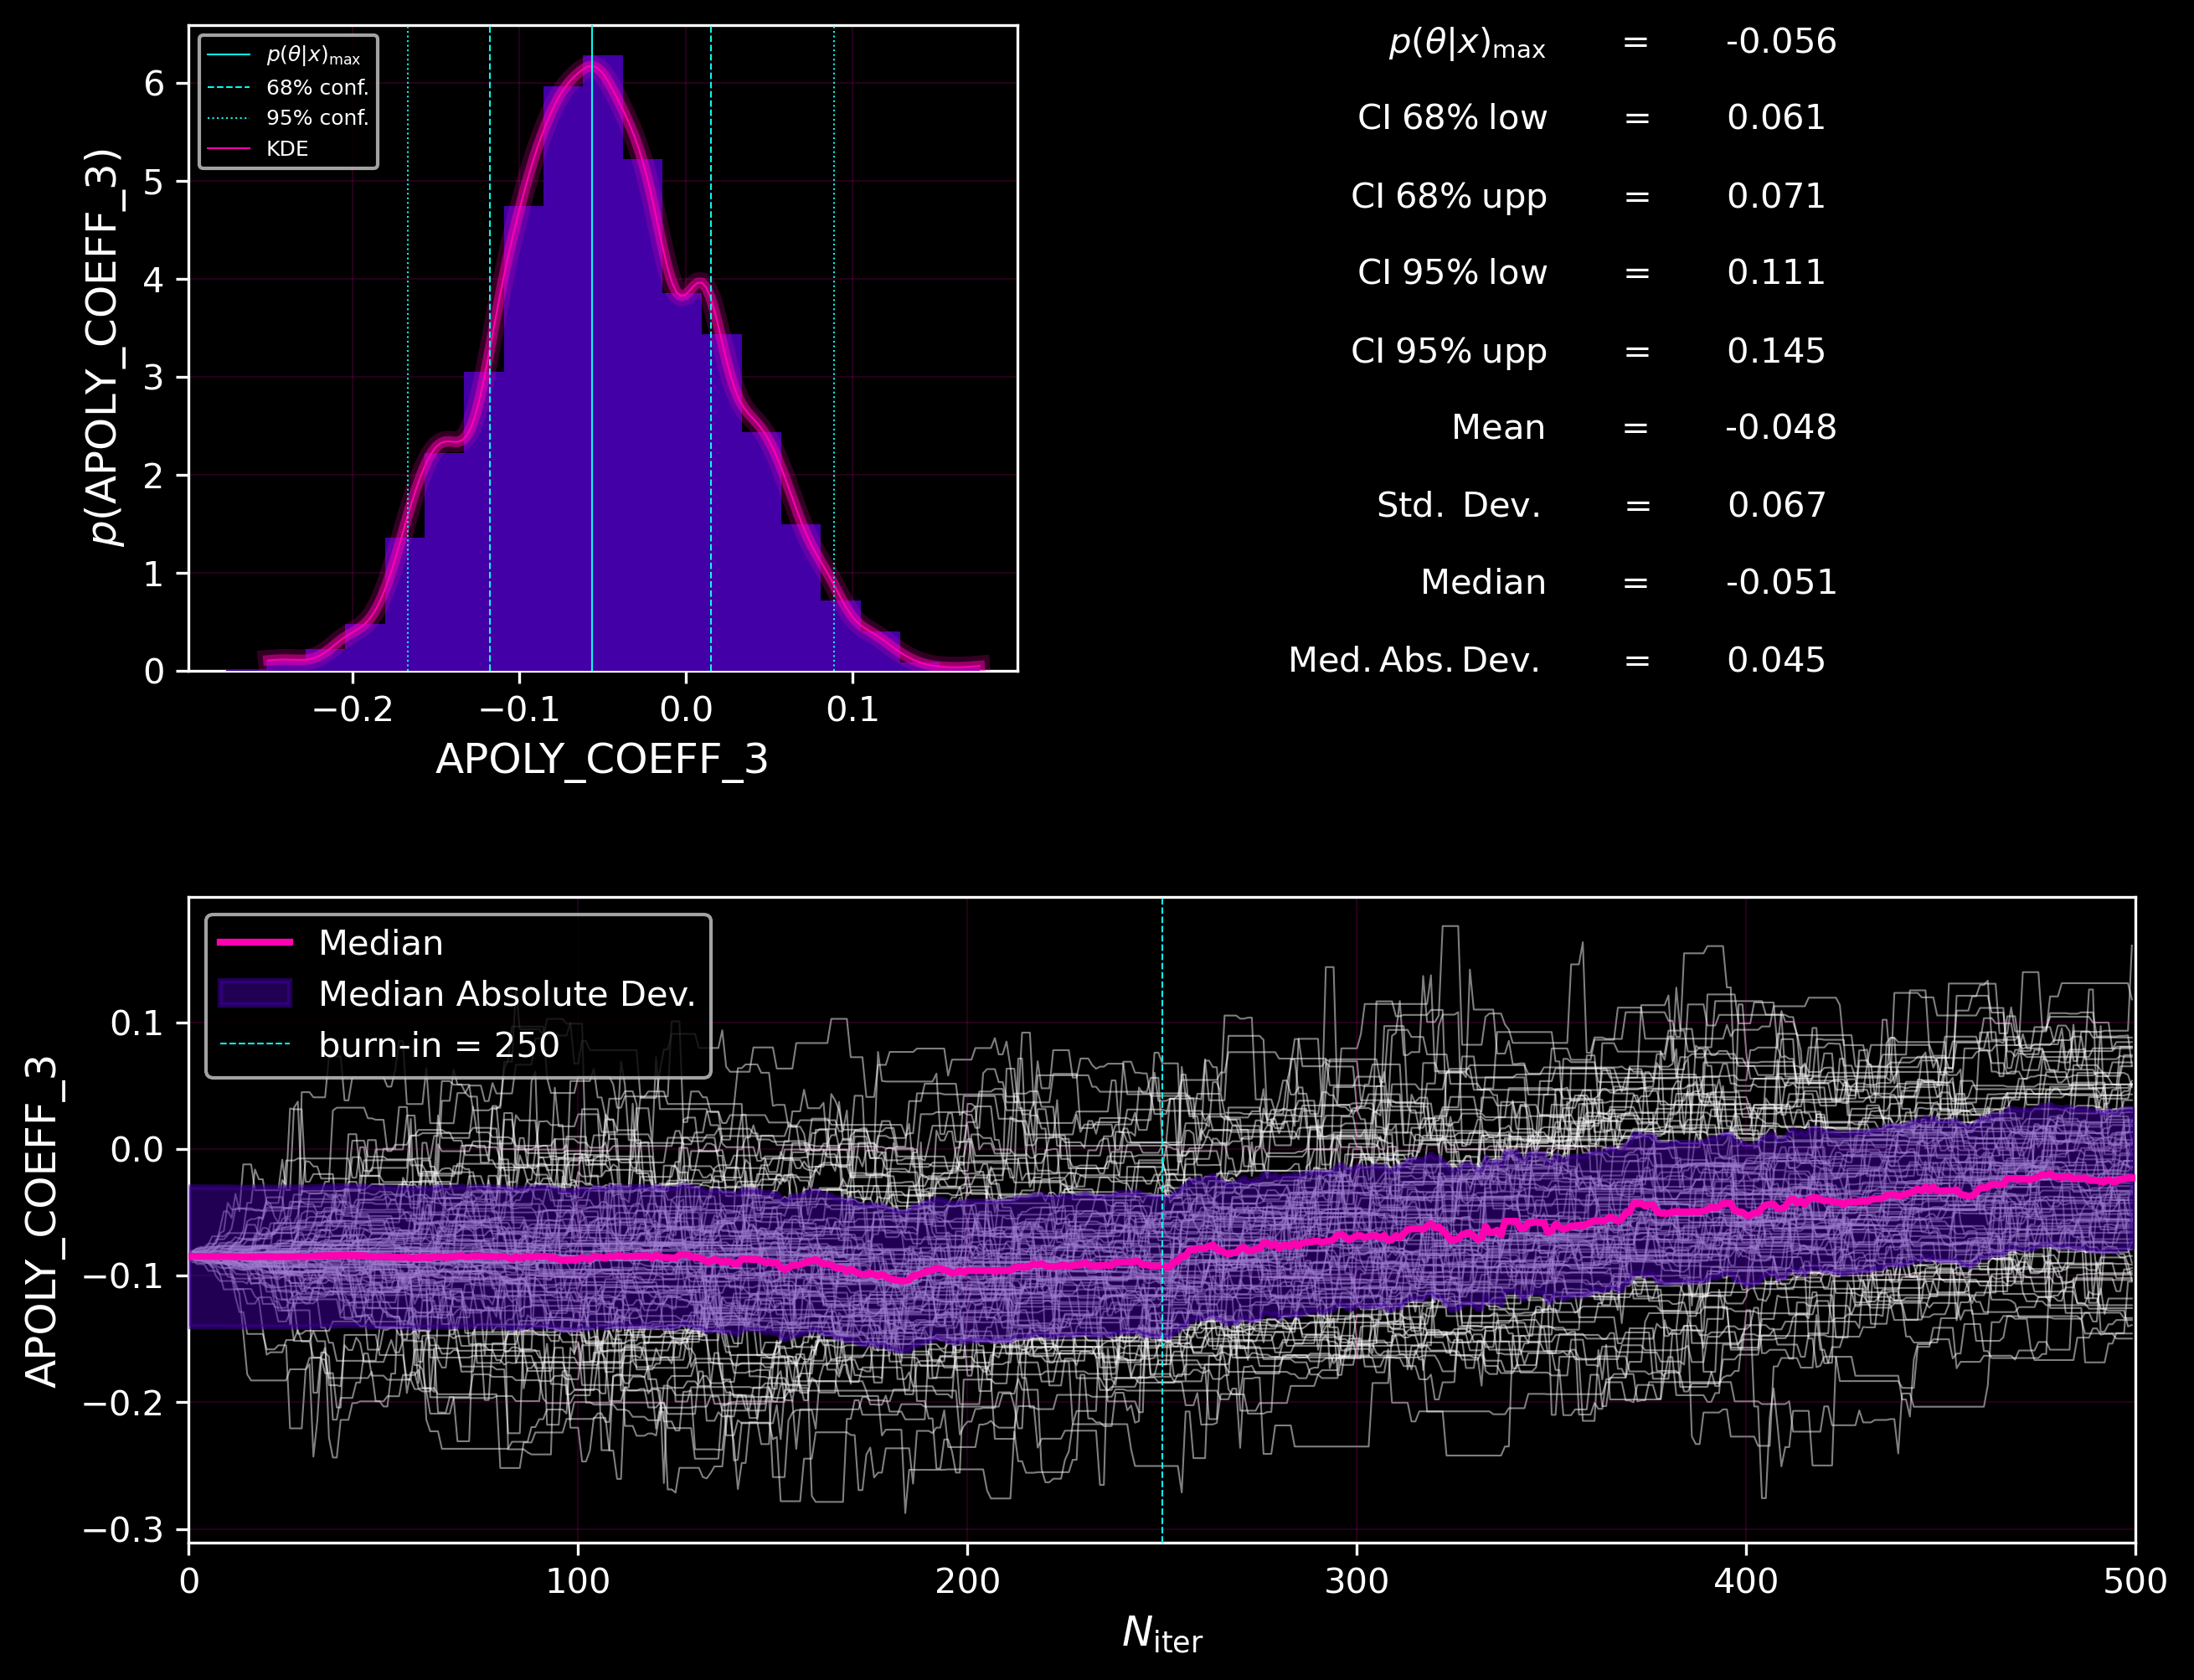 p(θ|x)max
68% conf.
95% conf.
KDE
6
5
4
3
2
1
0
p(APOLY_COEFF_3)
−0.2 −0.1 0.0 0.1
APOLY_COEFF_3
p(θ|x)max = -0.056
CI 68% low = 0.061
CI 68% upp = 0.071
CI 95% low = 0.111
CI 95% upp = 0.145
Mean = -0.048
Std. Dev. = 0.067
Median = -0.051
Med. Abs. Dev. = 0.045
Median
Median Absolute Dev.
burn-in = 250
0.1
0.0
−0.1
−0.2
−0.3
APOLY_COEFF_3
0 100 200 300 400 500
Niter